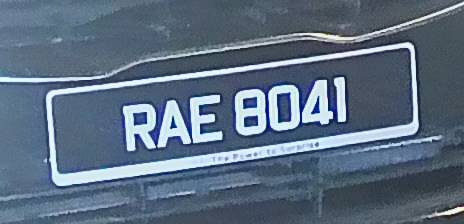 RAE 8041
The Power to Surprise